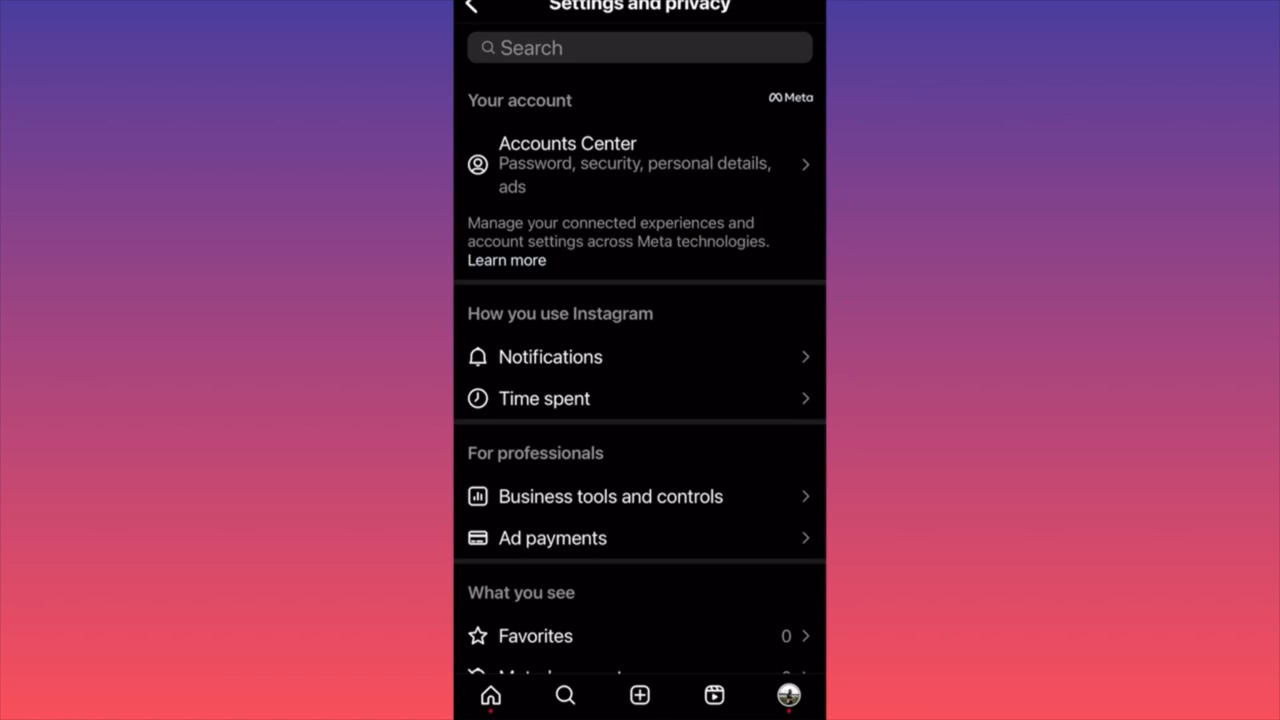 Settings and privacy
Search
Your account
Meta
Accounts Center
Password, security, personal details,
ads
Manage your connected experiences and
account settings across Meta technologies.
Learn more
How you use Instagram
Notifications
Time spent
For professionals
Business tools and controls
Ad payments
What you see
Favorites
0